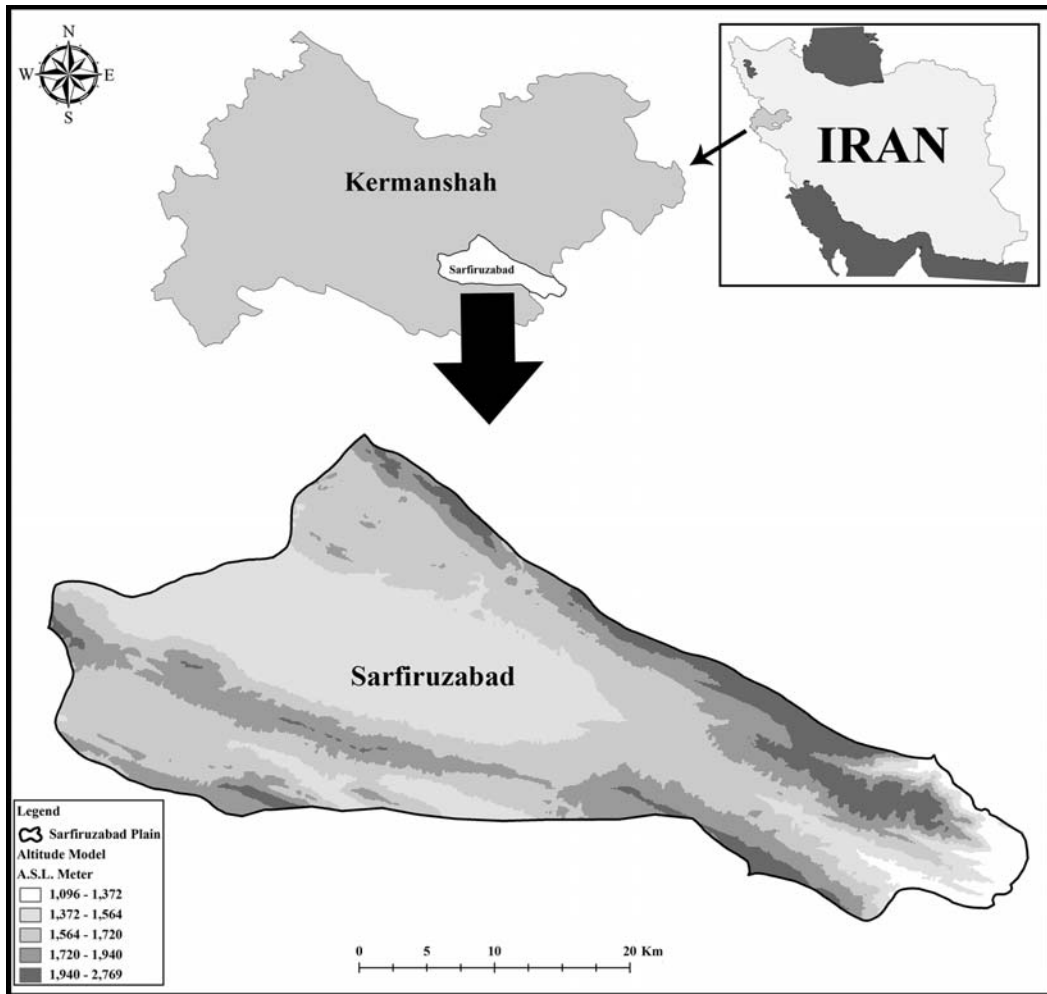 N
W E
S
Kermanshah
Sarfiruzabad
IRAN
Sarfiruzabad
Legend
Sarfiruzabad Plain
Altitude Model
A.S.L. Meter
1,096 - 1,372
1,372 - 1,564
1,564 - 1,720
1,720 - 1,940
1,940 - 2,769
0 5 10 20 Km